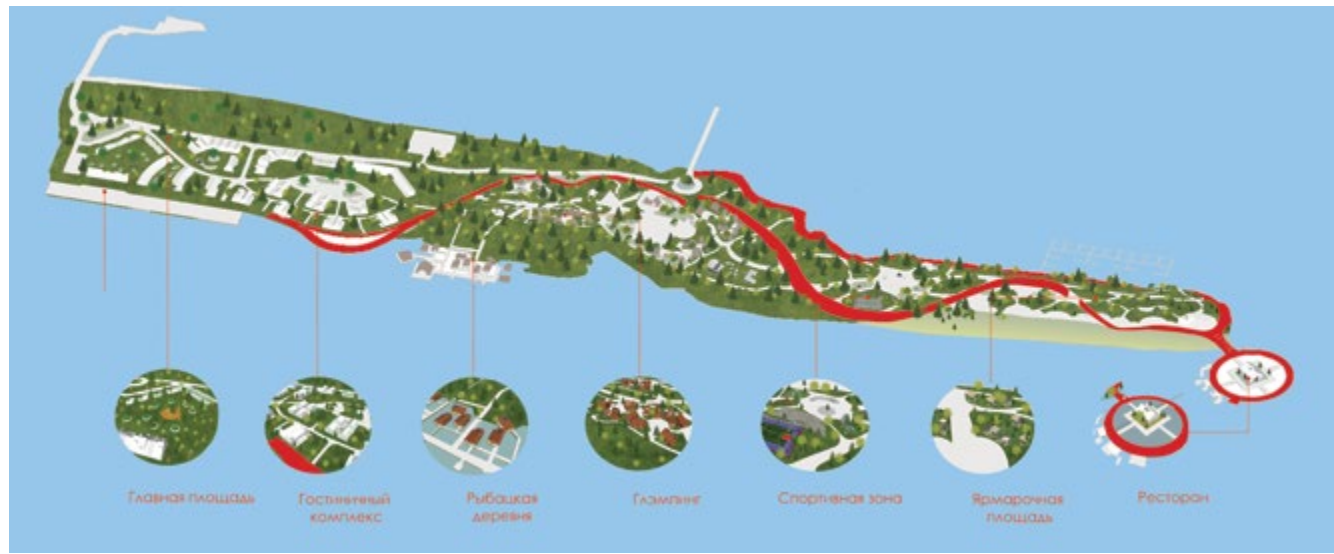 Главная площадь
Гостиничный
комплекс
Рыбацкая
деревня
Глэмпинг
Спортивная зона
Ярмарочная
площадь
Ресторан